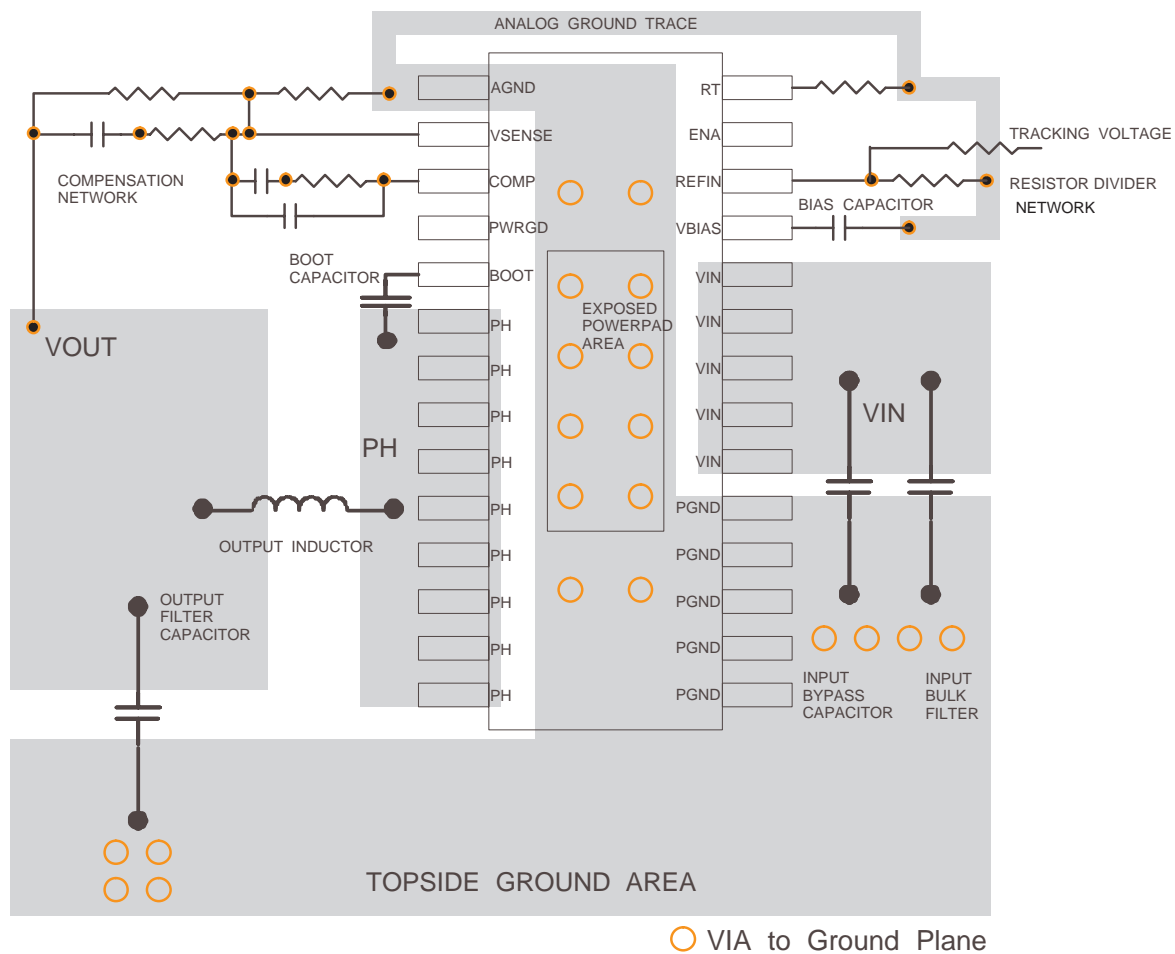 ANALOG GROUND TRACE
AGND
RT
VSENSE
ENA
TRACKING VOLTAGE
COMPENSATION
NETWORK
COMP
REFIN
RESISTOR DIVIDER
NETWORK
BIAS CAPACITOR
PWRGD
VBIAS
BOOT
CAPACITOR
BOOT
VIN
EXPOSED
POWERPAD
AREA
PH
VIN
VOUT
PH
VIN
PH
VIN
VIN
PH
PH
VIN
PH
PGND
OUTPUT INDUCTOR
PH
PGND
OUTPUT
FILTER
CAPACITOR
PH
PGND
PH
PGND
INPUT
BYPASS
CAPACITOR
INPUT
BULK
FILTER
PH
PGND
TOPSIDE GROUND AREA
VIA to Ground Plane